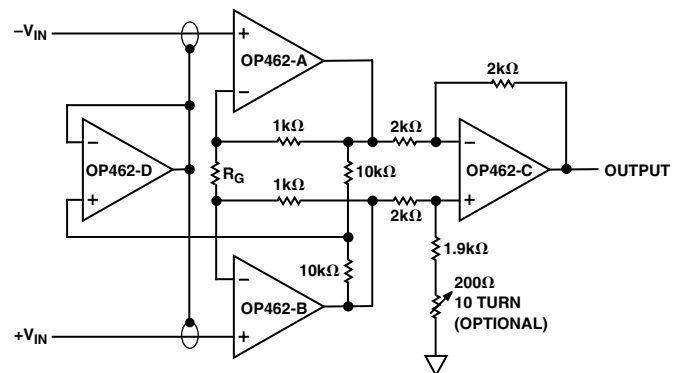 −VIN
+
OP462-A
−
2kΩ
1kΩ
2kΩ
−
−
OP462-D
+
RG
10kΩ
OP462-C
OUTPUT
1kΩ
2kΩ
+
1.9kΩ
10kΩ
−
OP462-B
+
200Ω
10 TURN
(OPTIONAL)
+VIN